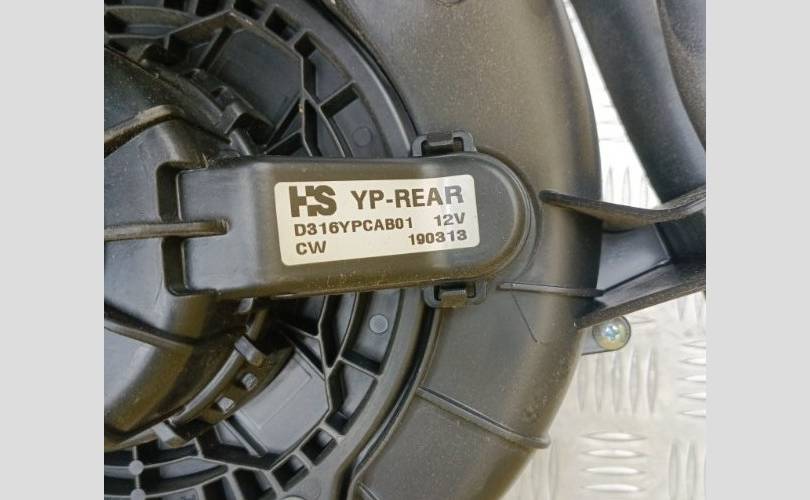 HS YP-REAR
D316YPCAB01 12V
CW 190313